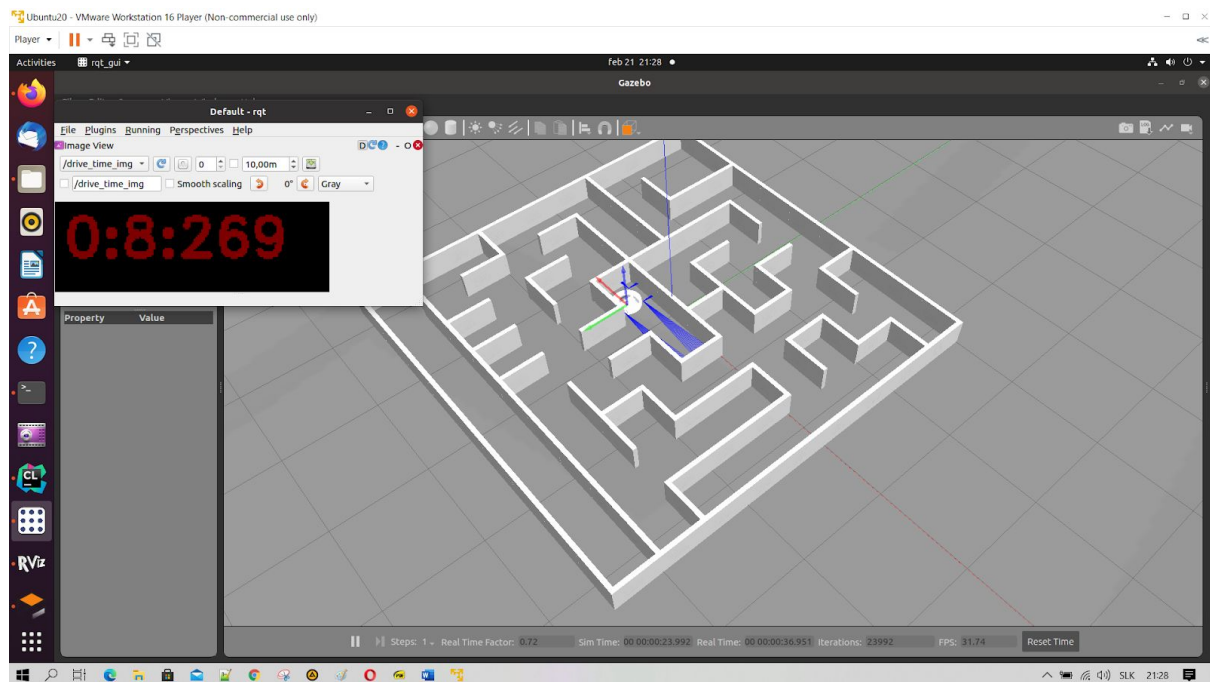 Ubuntu20 - VMware Workstation 16 Player (Non-commercial use only)
Player
Activities rqt_gui feb 21 21:28
Gazebo
Default - rqt
File Plugins Running Perspectives Help
Image View D - O
/drive_time_img 0 10,00m
/drive_time_img Smooth scaling 0° Gray
0:8:269
Property Value
CL
RViz
Steps: 1 Real Time Factor: 0.72 Sim Time: 00 00:00:23.992 Real Time: 00 00:00:36.951 Iterations: 23992 FPS: 31.74 Reset Time
SLK 21:28